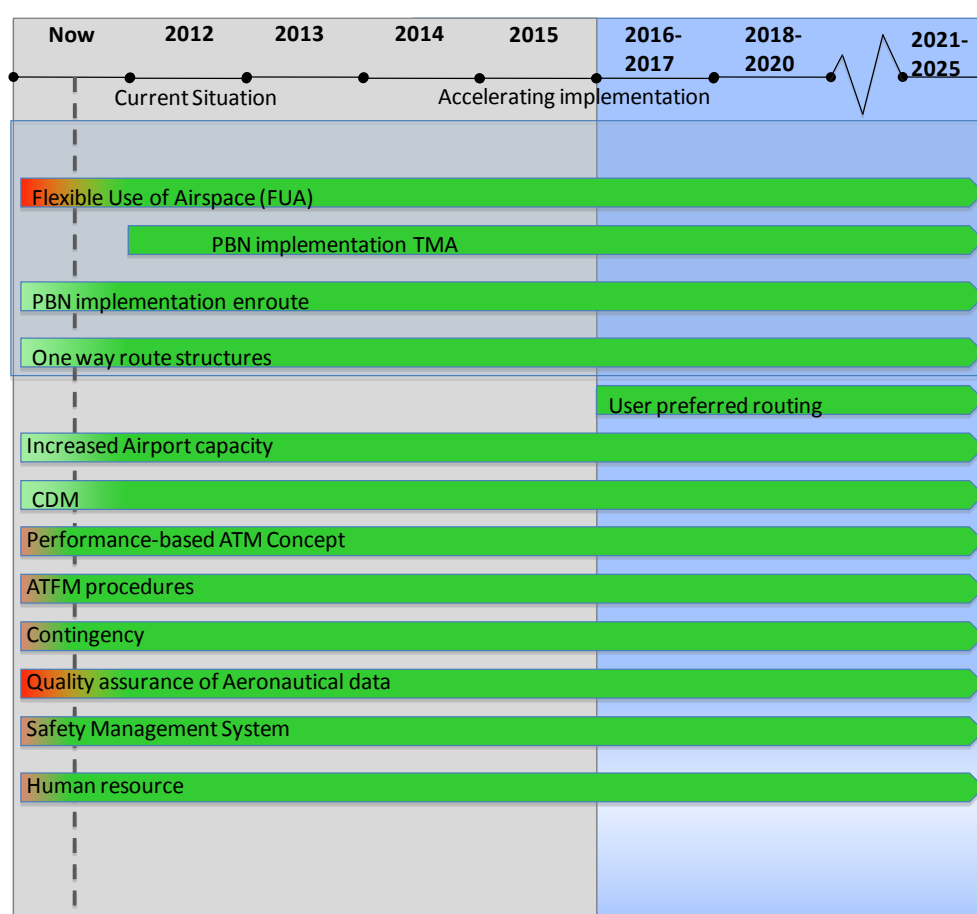 Now 2012 2013 2014 2015 2016- 2018- 2021-
2017 2020 2025
Current Situation Accelerating implementation
Flexible Use of Airspace (FUA)
PBN implementation TMA
PBN implementation enroute
One way route structures
User preferred routing
Increased Airport capacity
CDM
Performance-based ATM Concept
ATFM procedures
Contingency
Quality assurance of Aeronautical data
Safety Management System
Human resource